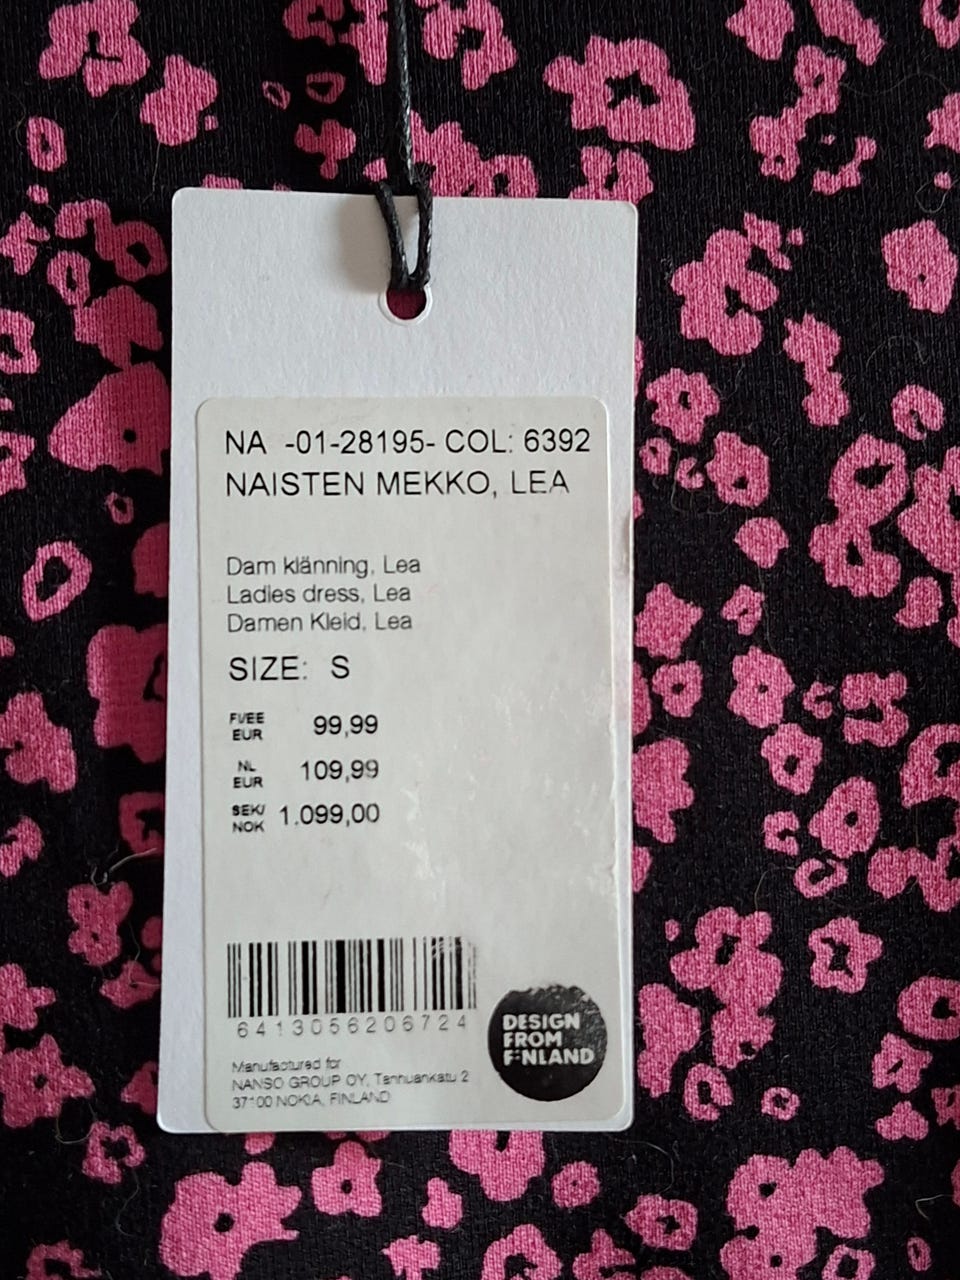 NA -01-28195- COL: 6392
NAISTEN MEKKO, LEA
Dam klänning, Lea
Ladies dress, Lea
Damen Kleid, Lea
SIZE: S
FI/EE
EUR 99,99
NL
EUR 109,99
SEK/
NOK 1.099,00
6413056206724
DESIGN
FROM
FINLAND
Manufactured for
NANSO GROUP OY, Tehtuankatu 2
37100 NOKIA, FINLAND